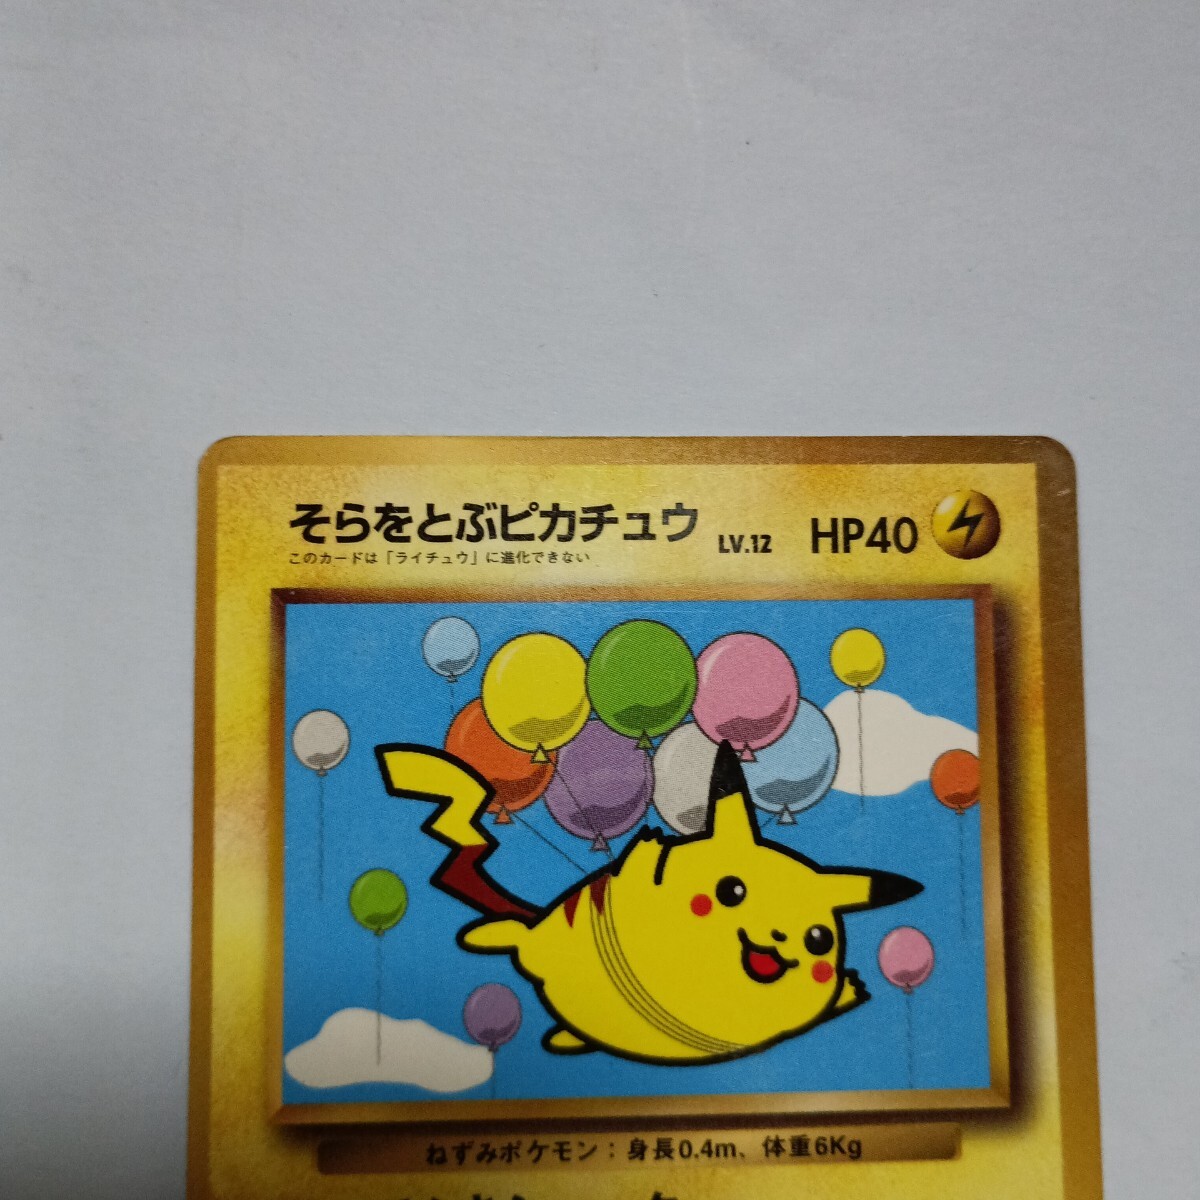 そらをとぶピカチュウ LV.12 HP40
このカードは「ライチュウ」に進化できない
ねずみポケモン：身長0.4m、体重6Kg